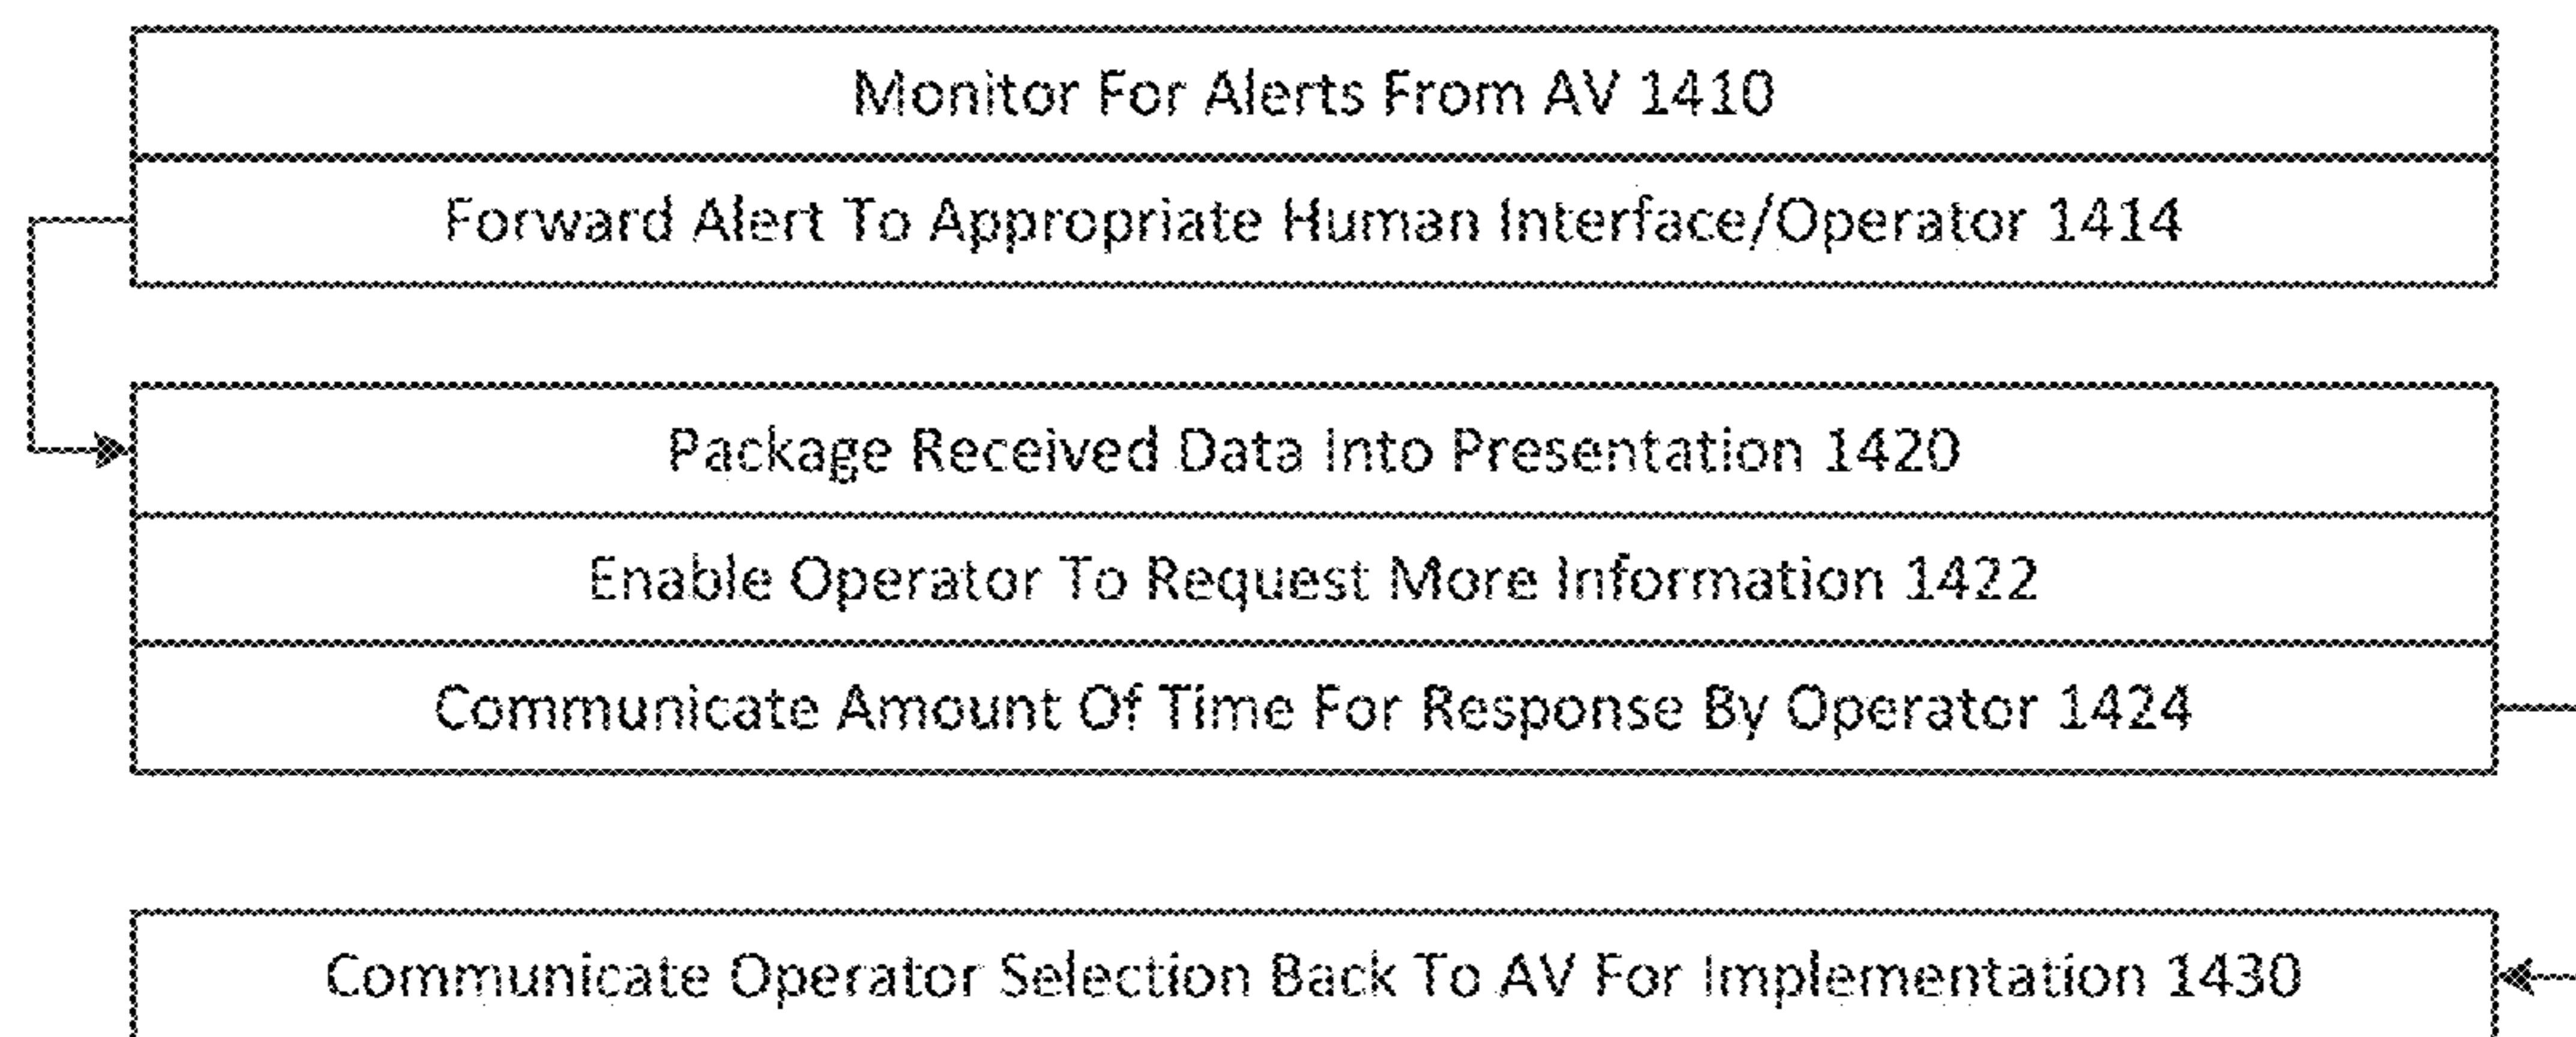 Monitor For Alerts From AV 1410
Forward Alert To Appropriate Human Interface/Operator 1414
Package Received Data Into Presentation 1420
Enable Operator To Request More Information 1422
Communicate Amount Of Time For Response By Operator 1424
Communicate Operator Selection Back To AV For Implementation 1430